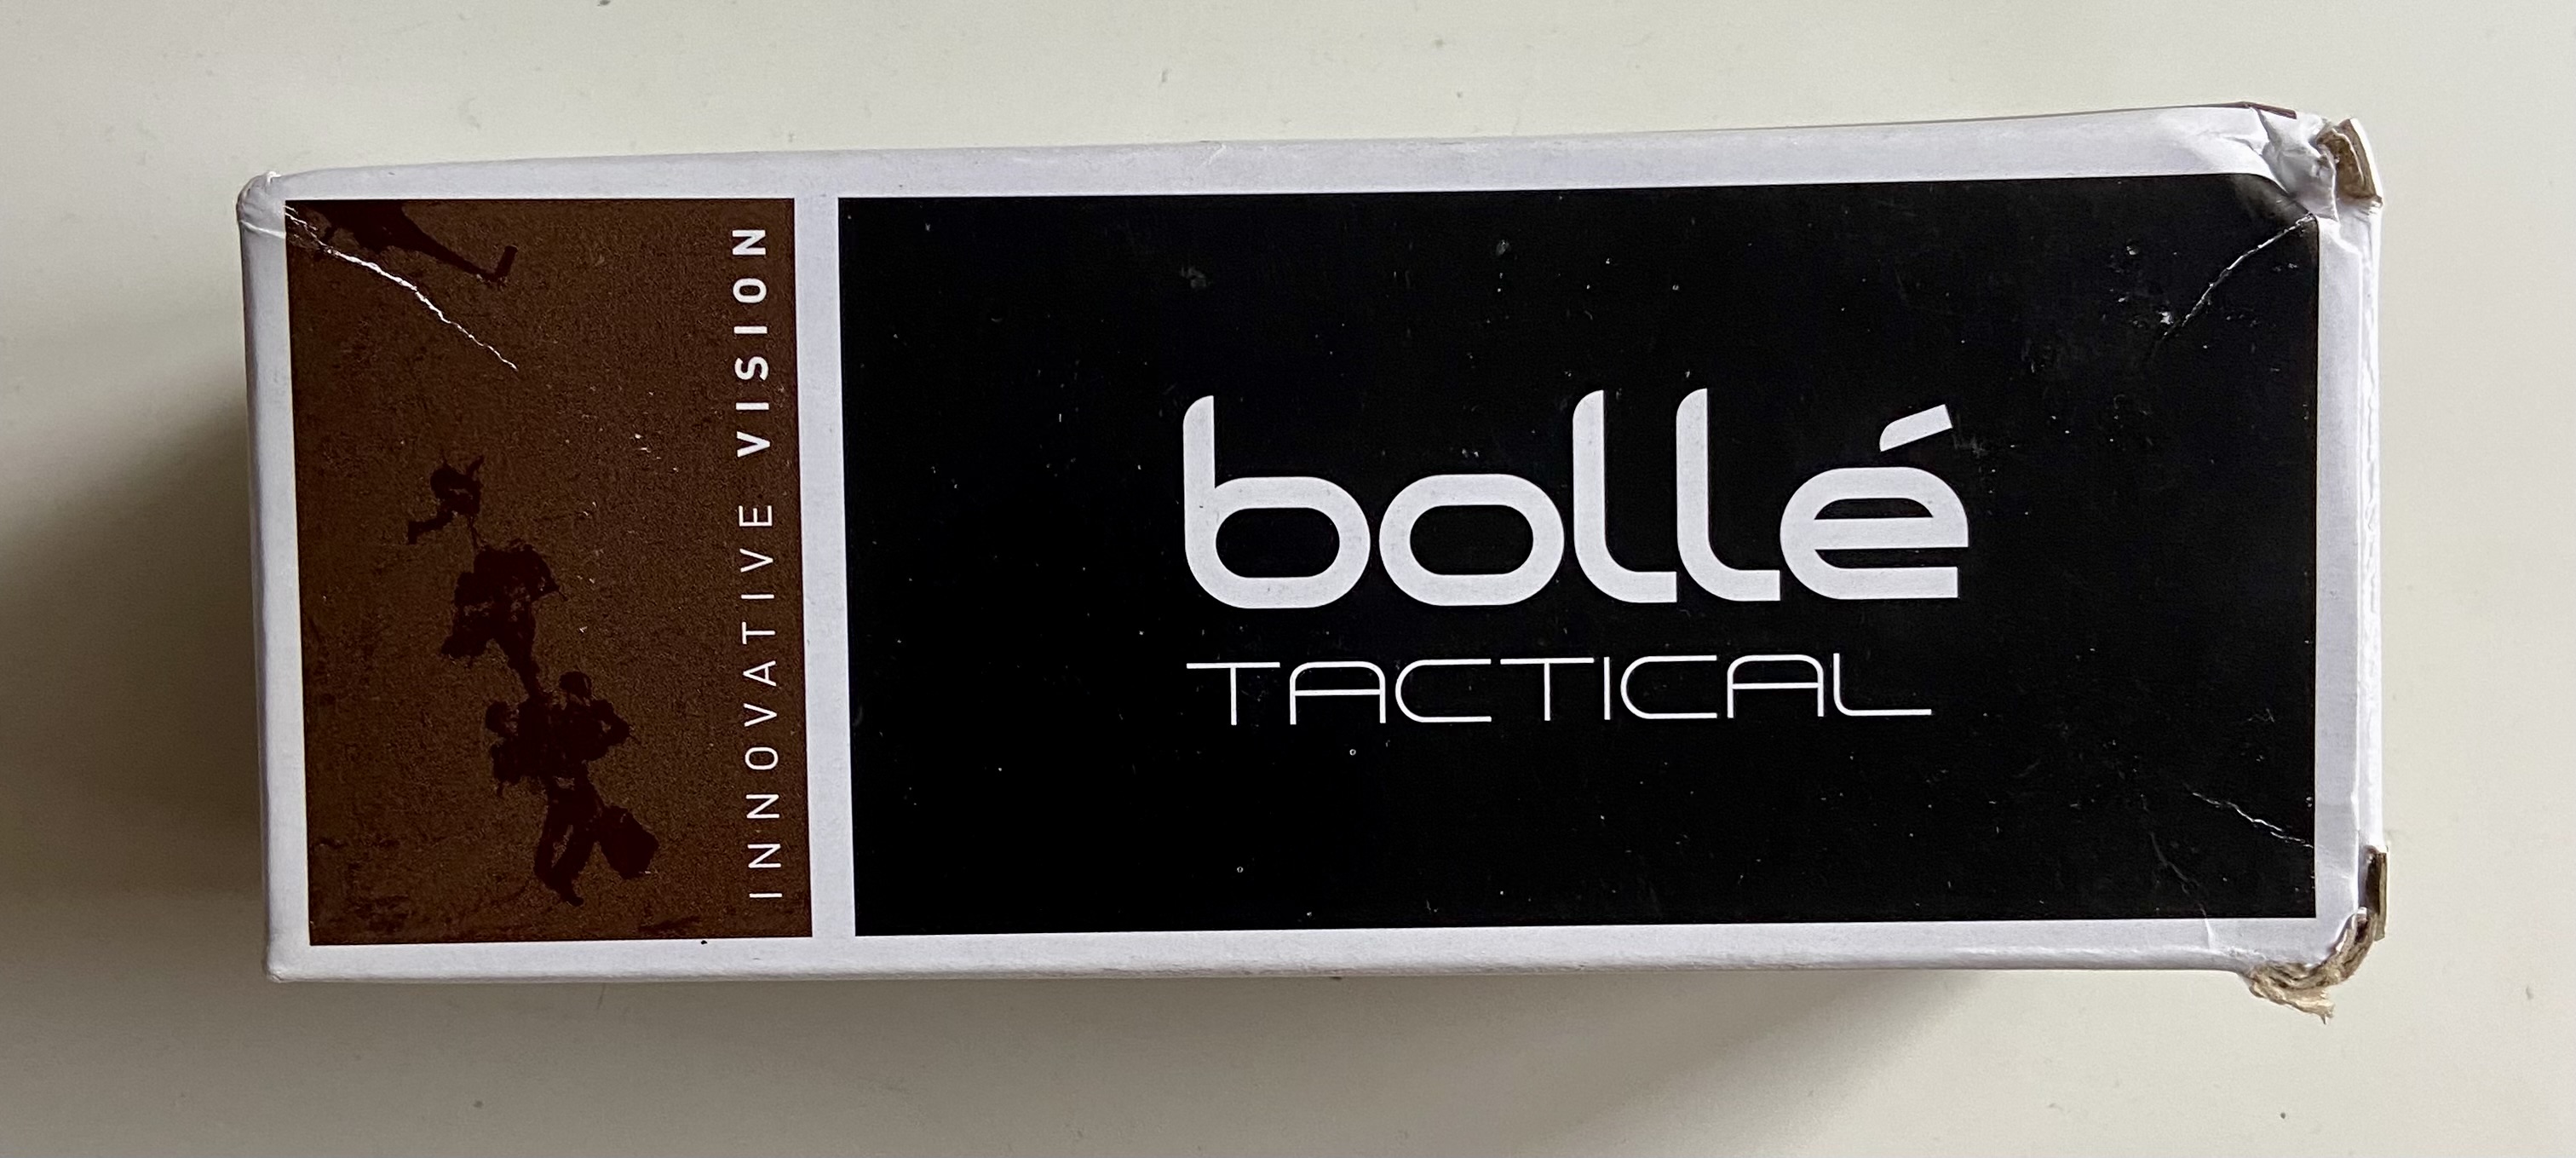 INNOVATIVE VISION
bollé
TACTICAL